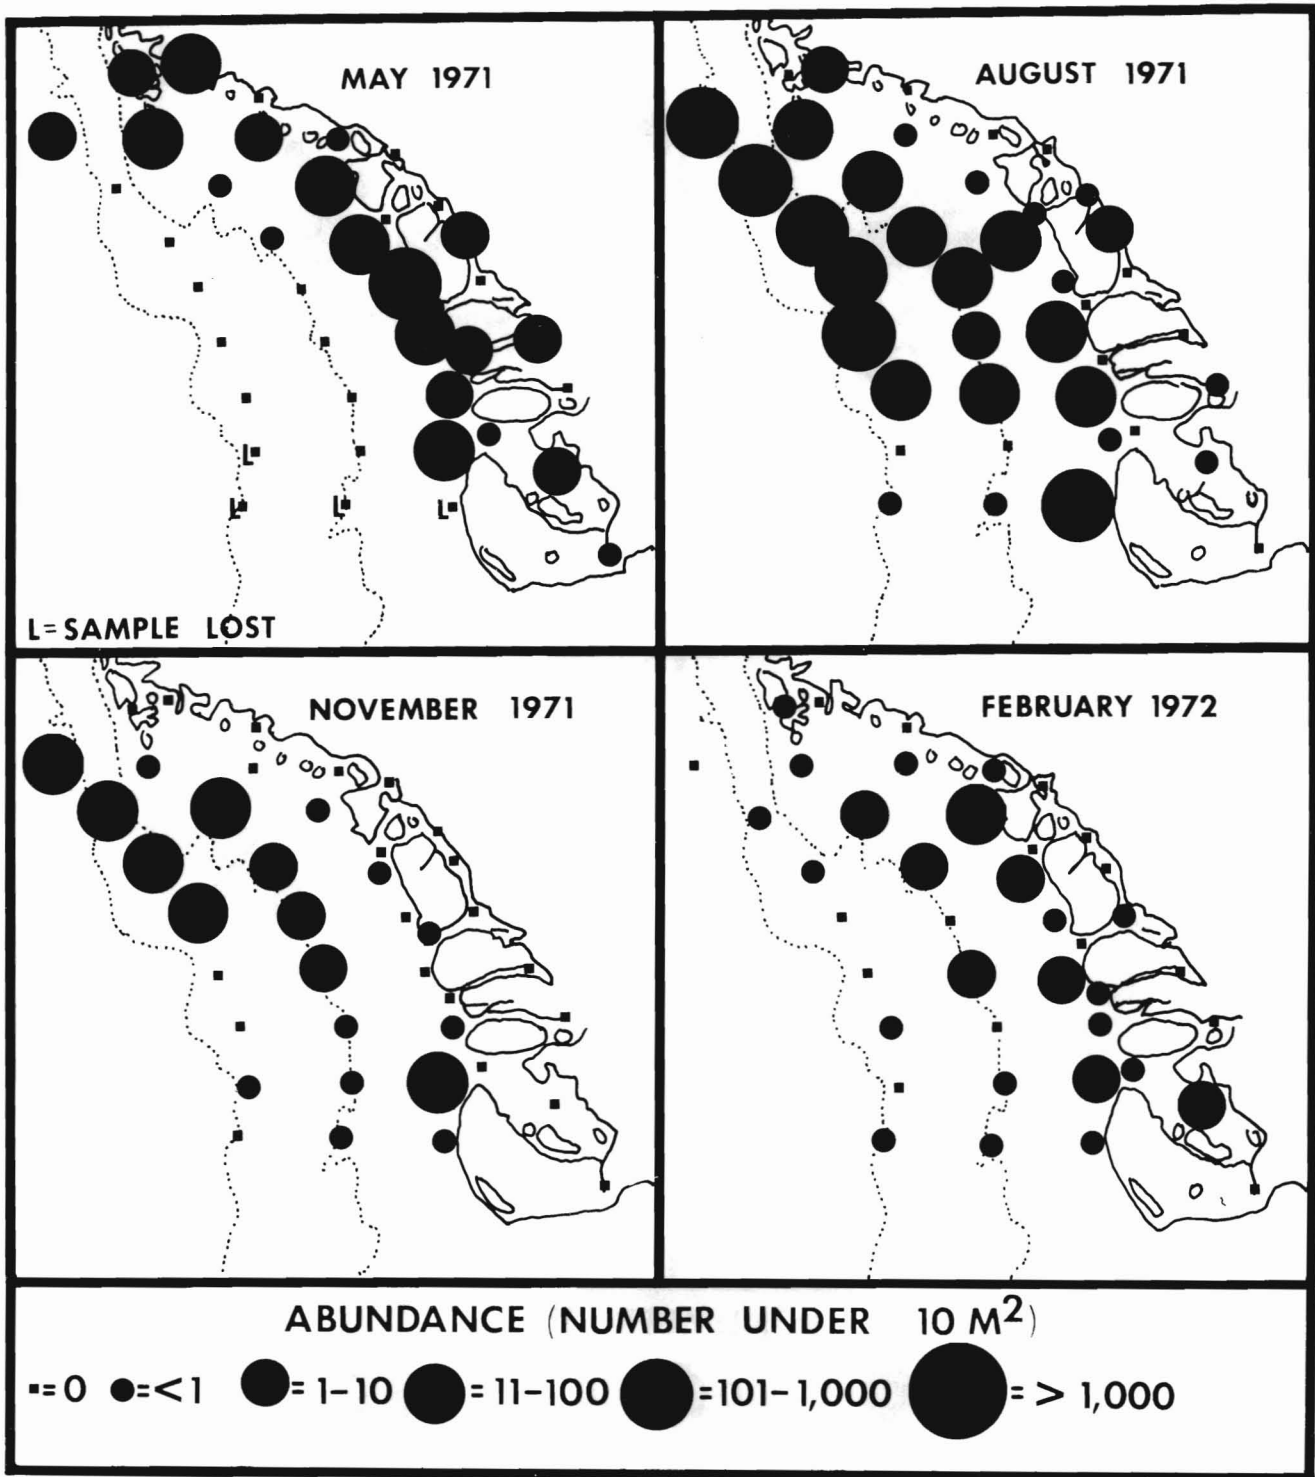 MAY 1971
AUGUST 1971
L
L
L
L
L=SAMPLE LOST
NOVEMBER 1971
FEBRUARY 1972
ABUNDANCE (NUMBER UNDER 10 M²)
=0 =<1 =1-10 =11-100 =101-1,000 => 1,000